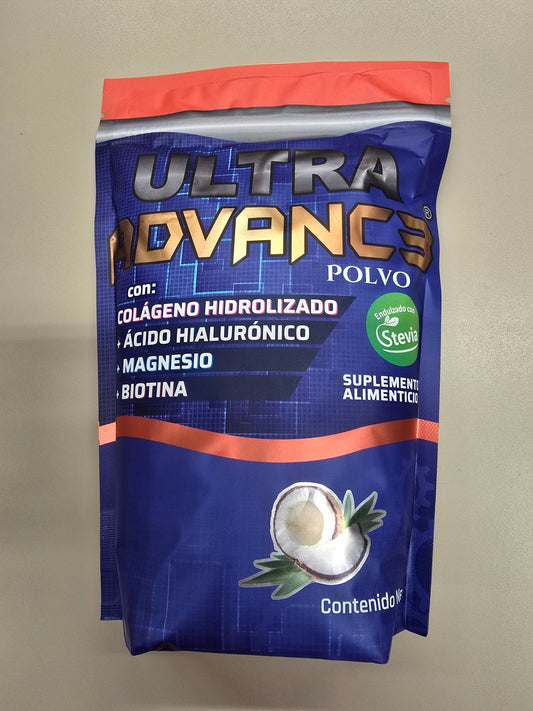 ULTRA
ADVANC3®
POLVO
con:
COLÁGENO HIDROLIZADO
+ ÁCIDO HIALURÓNICO
+ MAGNESIO
+ BIOTINA
Endulzado con
Stevia
SUPLEMENTO
ALIMENTICIO
Contenido